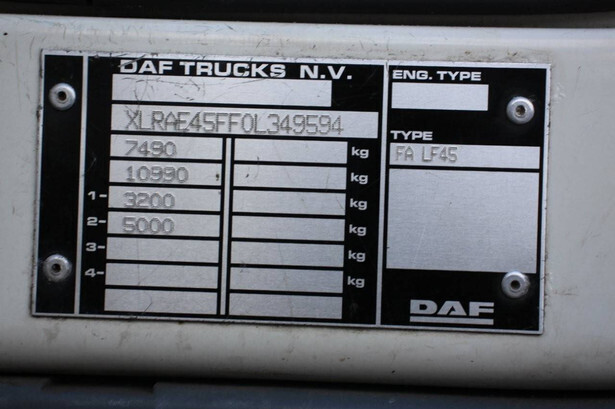 DAF TRUCKS N.V.
XLRAE45FF0L349594
7490 kg
10990 kg
1- 3200 kg
2- 5000 kg
3- kg
4- kg
ENG. TYPE
TYPE
FA LF45
DAF